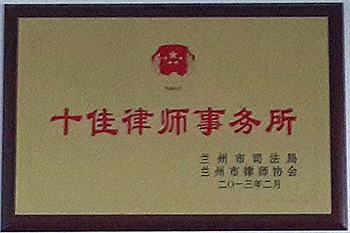 十佳律师事务所
兰州市司法局
兰州市律师协会
二〇一三年二月